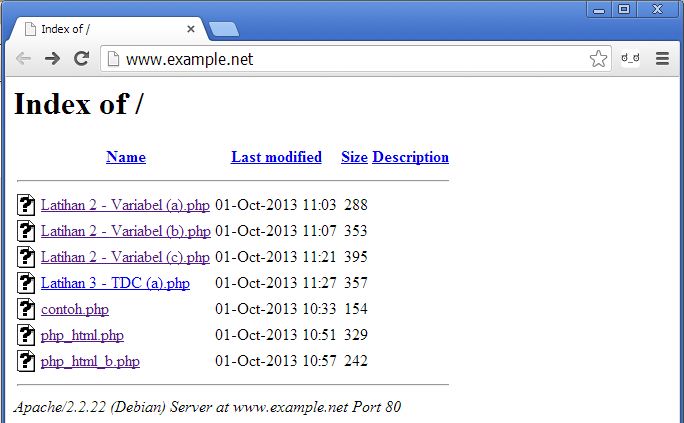 Index of /
www.example.net ಠ_ಠ
Index of /
Name Last modified Size Description
Latihan 2 - Variabel (a).php 01-Oct-2013 11:03 288
Latihan 2 - Variabel (b).php 01-Oct-2013 11:07 353
Latihan 2 - Variabel (c).php 01-Oct-2013 11:21 395
Latihan 3 - TDC (a).php 01-Oct-2013 11:27 357
contoh.php 01-Oct-2013 10:33 154
php_html.php 01-Oct-2013 10:51 329
php_html_b.php 01-Oct-2013 10:57 242
Apache/2.2.22 (Debian) Server at www.example.net Port 80